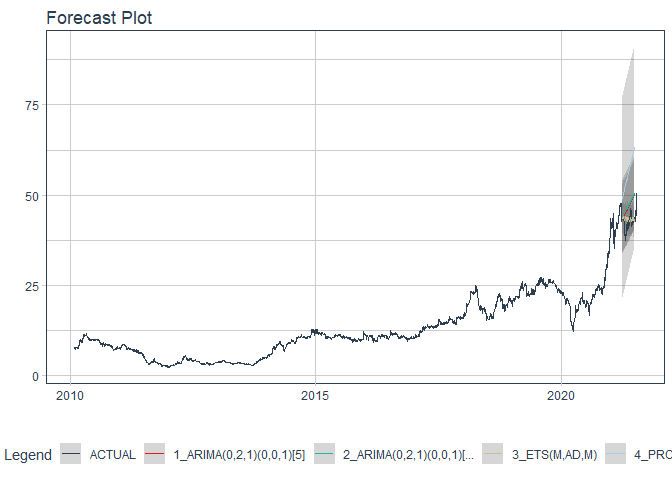 Forecast Plot
75
50
25
0
2010 2015 2020
Legend ACTUAL 1_ARIMA(0,2,1)(0,0,1)[5] 2_ARIMA(0,2,1)(0,0,1)[... 3_ETS(M,AD,M) 4_PRO